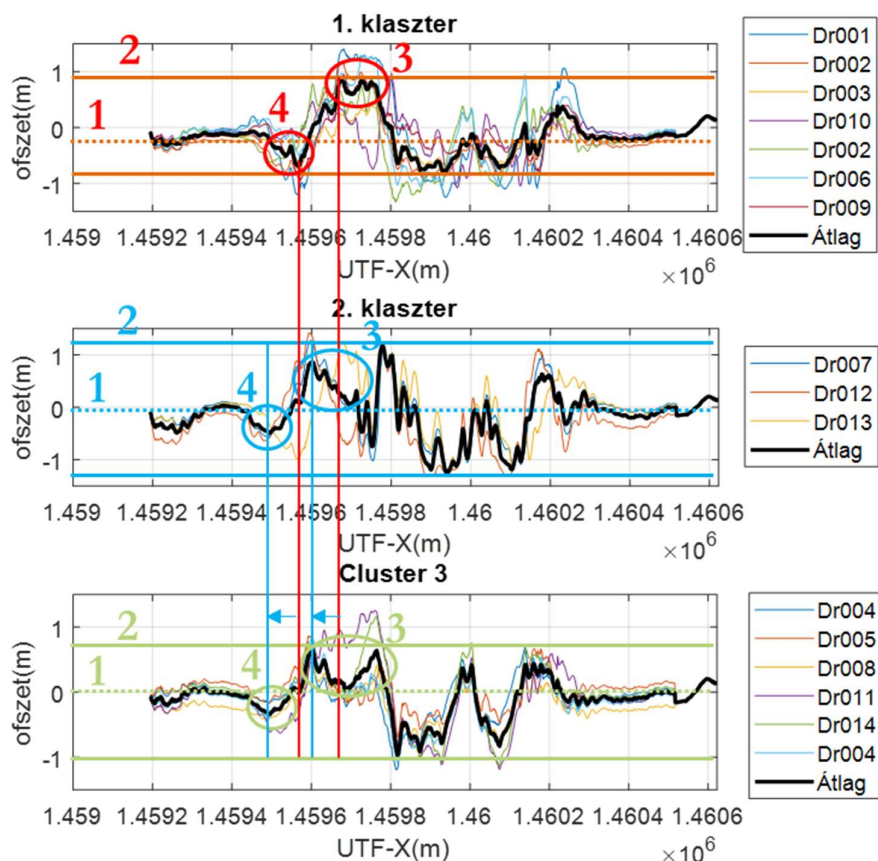 1. klaszter
ofszet(m)
1
0
-1
2
1
3
4
1.459 1.4592 1.4594 1.4596 1.4598 1.46 1.4602 1.4604 1.4606
UTF-X(m)
×10⁶
Dr001
Dr002
Dr003
Dr010
Dr002
Dr006
Dr009
Átlag
2. klaszter
ofszet(m)
1
0
-1
2
1
3
4
1.459 1.4592 1.4594 1.4596 1.4598 1.46 1.4602 1.4604 1.4606
UTF-X(m)
×10⁶
Dr007
Dr012
Dr013
Átlag
Cluster 3
ofszet(m)
1
0
-1
2
1
3
4
1.459 1.4592 1.4594 1.4596 1.4598 1.46 1.4602 1.4604 1.4606
UTF-X(m)
×10⁶
Dr004
Dr005
Dr008
Dr011
Dr014
Dr004
Átlag